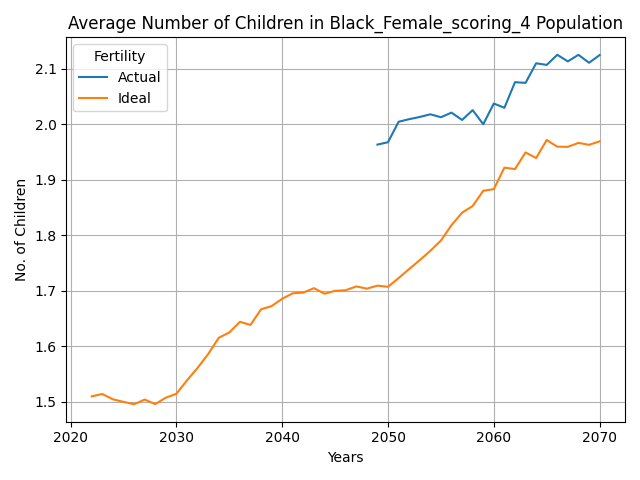 Average Number of Children in Black_Female_scoring_4 Population
Fertility
Actual
Ideal
No. of Children
2.1
2.0
1.9
1.8
1.7
1.6
1.5
2020 2030 2040 2050 2060 2070
Years